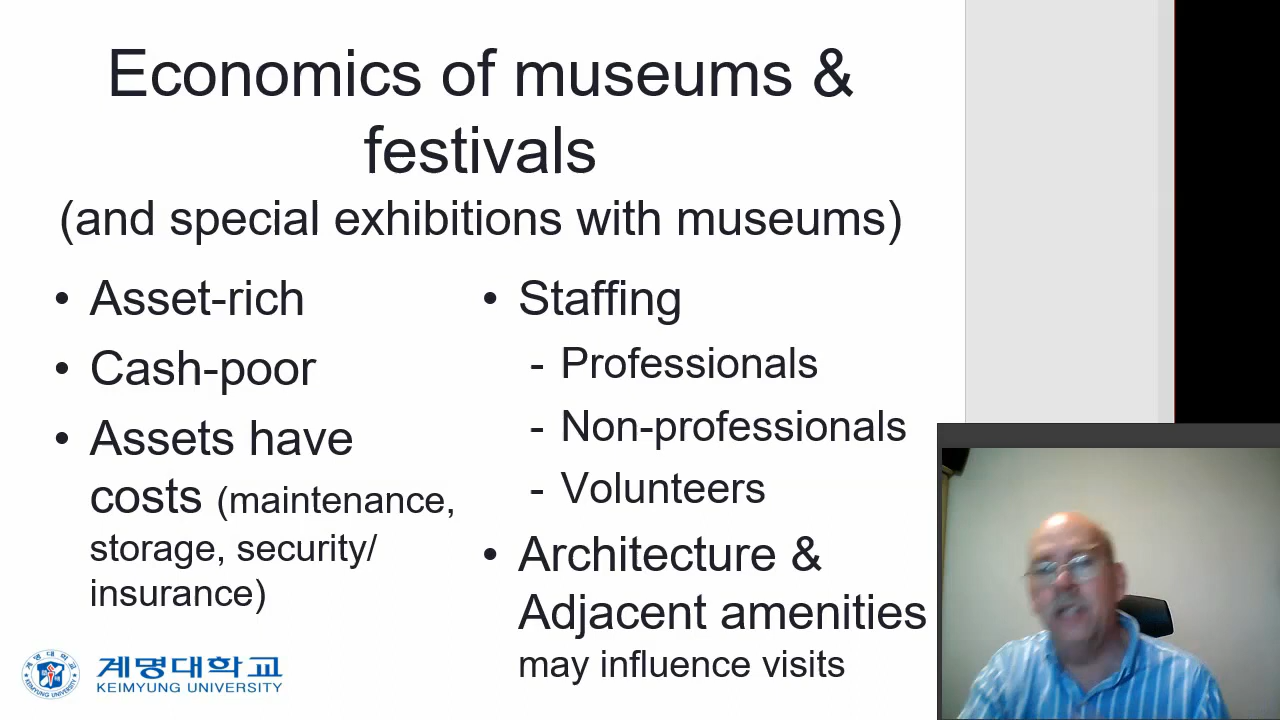 Economics of museums &
festivals
(and special exhibitions with museums)
• Asset-rich
• Cash-poor
• Assets have
costs (maintenance,
storage, security/
insurance)
• Staffing
- Professionals
- Non-professionals
- Volunteers
• Architecture &
Adjacent amenities
may influence visits
계명대학교
KEIMYUNG UNIVERSITY